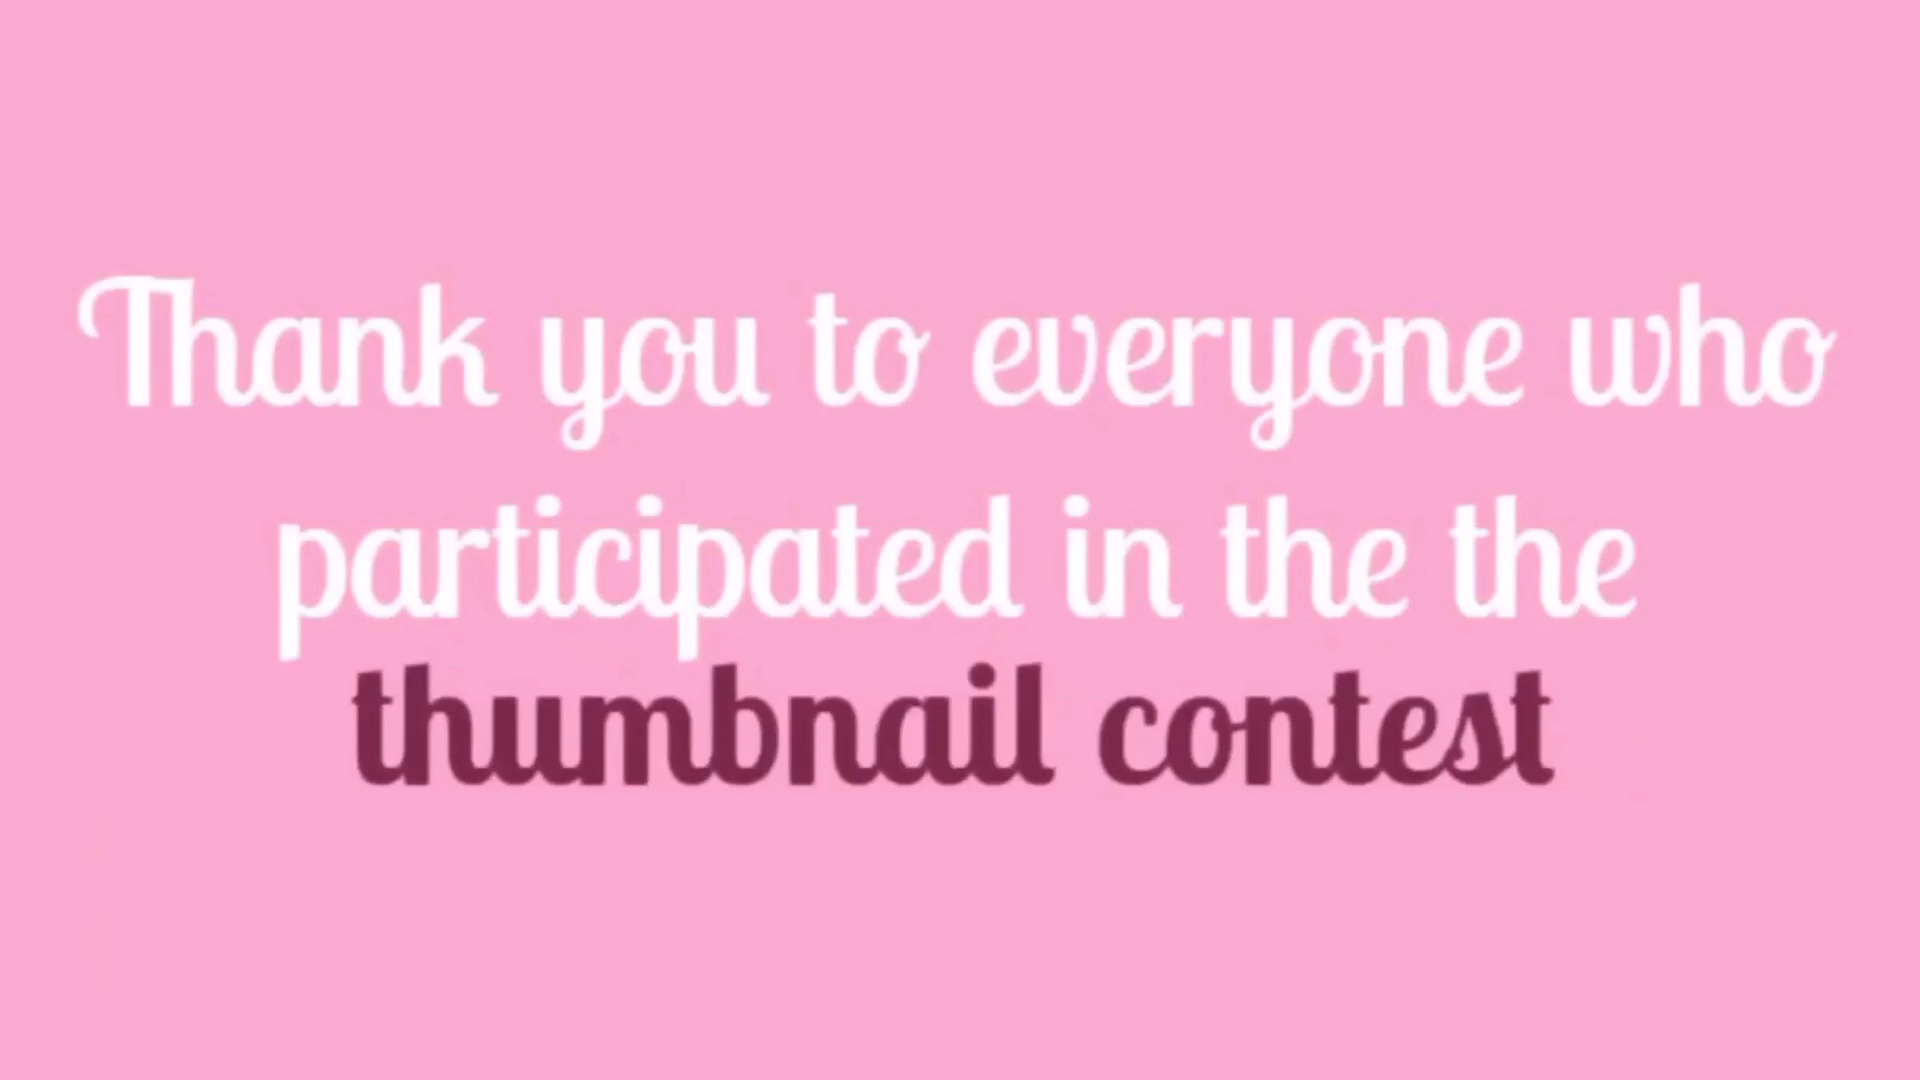 Thank you to everyone who
participated in the the
thumbnail contest